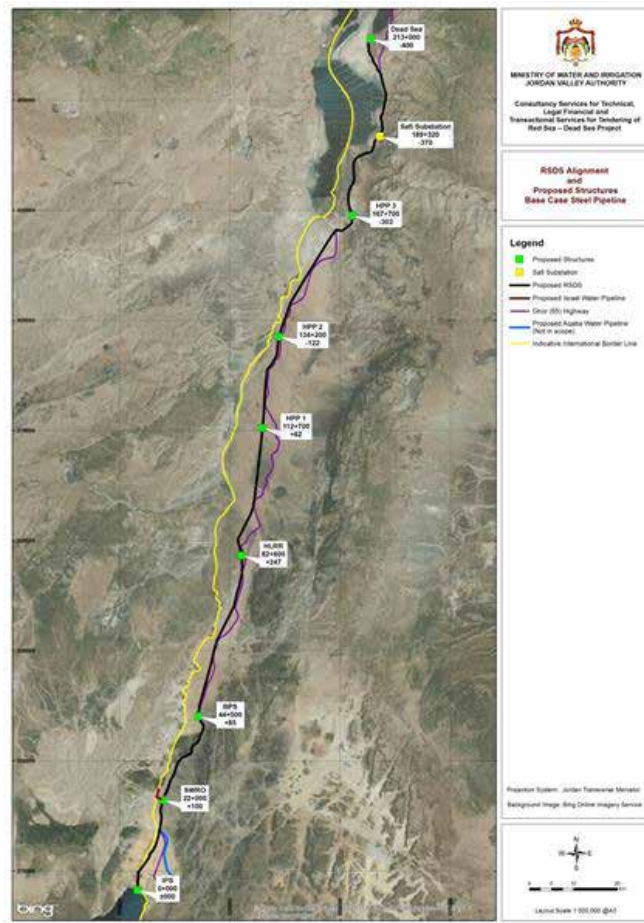 Dead Sea
213+000
-400
Safi Substation
189+320
-370
HPP 3
167+700
-302
HPP 2
134+200
-122
HPP 1
112+700
+82
HLRR
82+600
+247
BPS
44+500
+85
SWRO
22+000
+100
IPS
0+000
±000
bing
MINISTRY OF WATER AND IRRIGATION
JORDAN VALLEY AUTHORITY
Consultancy Services for Technical,
Legal Financial and
Transactional Services for Tendering of
Red Sea – Dead Sea Project
RSDS Alignment
and
Proposed Structures
Base Case Steel Pipeline
Legend
Proposed Structures
Safi Substation
Proposed RSDS
Proposed Israel Water Pipeline
Ghor (65) Highway
Proposed Aqaba Water Pipeline
(Not in scope)
Indicative International Border Line
Projection System: Jordan Transverse Mercator
Background Image: Bing Online Imagery Service
N
W E
S
Layout Scale 1:500,000 @A3